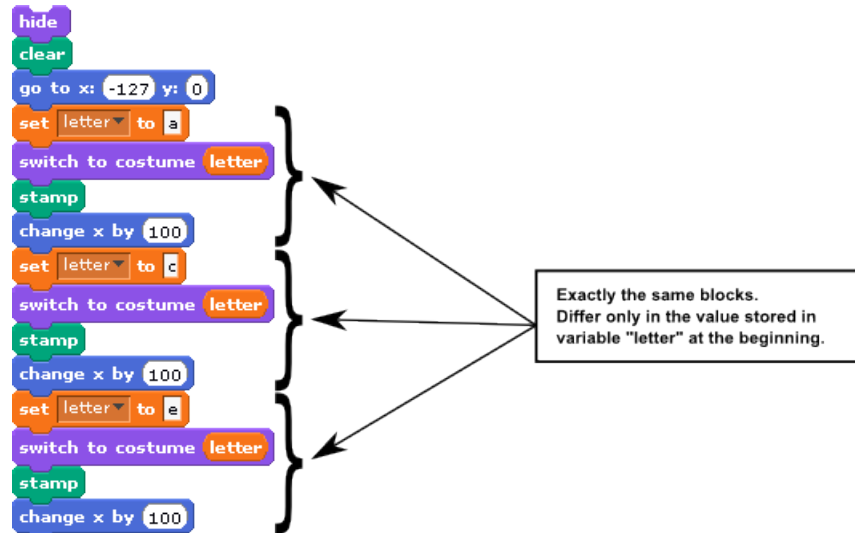 hide
clear
go to x: -127 y: 0
set letter to a
switch to costume letter
stamp
change x by 100
set letter to c
switch to costume letter
stamp
change x by 100
set letter to e
switch to costume letter
stamp
change x by 100
Exactly the same blocks.
Differ only in the value stored in
variable "letter" at the beginning.